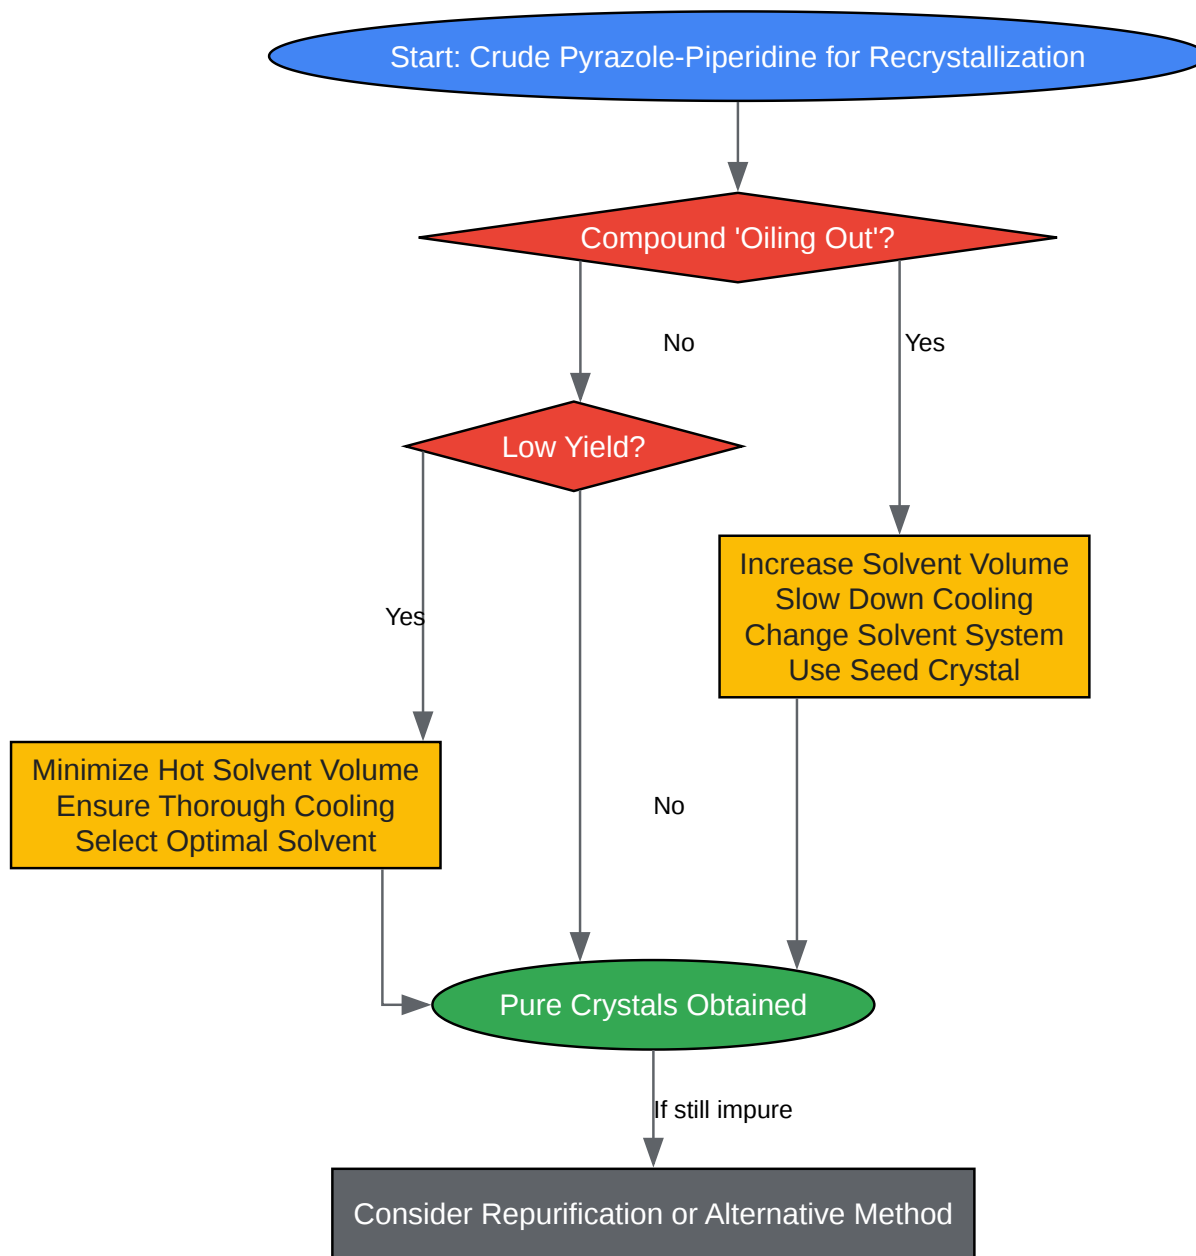 Start: Crude Pyrazole-Piperidine for Recrystallization
Compound 'Oiling Out'?
No
Yes
Low Yield?
Increase Solvent Volume
Slow Down Cooling
Change Solvent System
Use Seed Crystal
Yes
Minimize Hot Solvent Volume
Ensure Thorough Cooling
Select Optimal Solvent
No
Pure Crystals Obtained
If still impure
Consider Repurification or Alternative Method